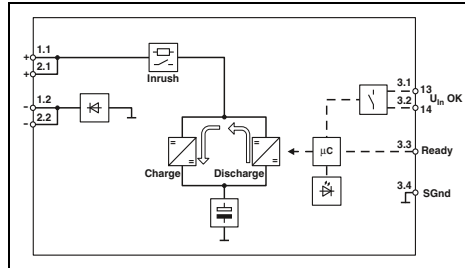 + 1.1
+ 2.1
- 1.2
- 2.2
Inrush
Charge
Discharge
µC
3.1 13
3.2 14
UIn OK
3.3 Ready
3.4 SGnd